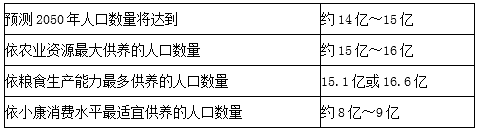 预测2050年人口数量将达到 约14亿～15亿
依农业资源最大供养的人口数量 约15亿～16亿
依粮食生产能力最多供养的人口数量 15.1亿或16.6亿
依小康消费水平最适宜供养的人口数量 约8亿～9亿